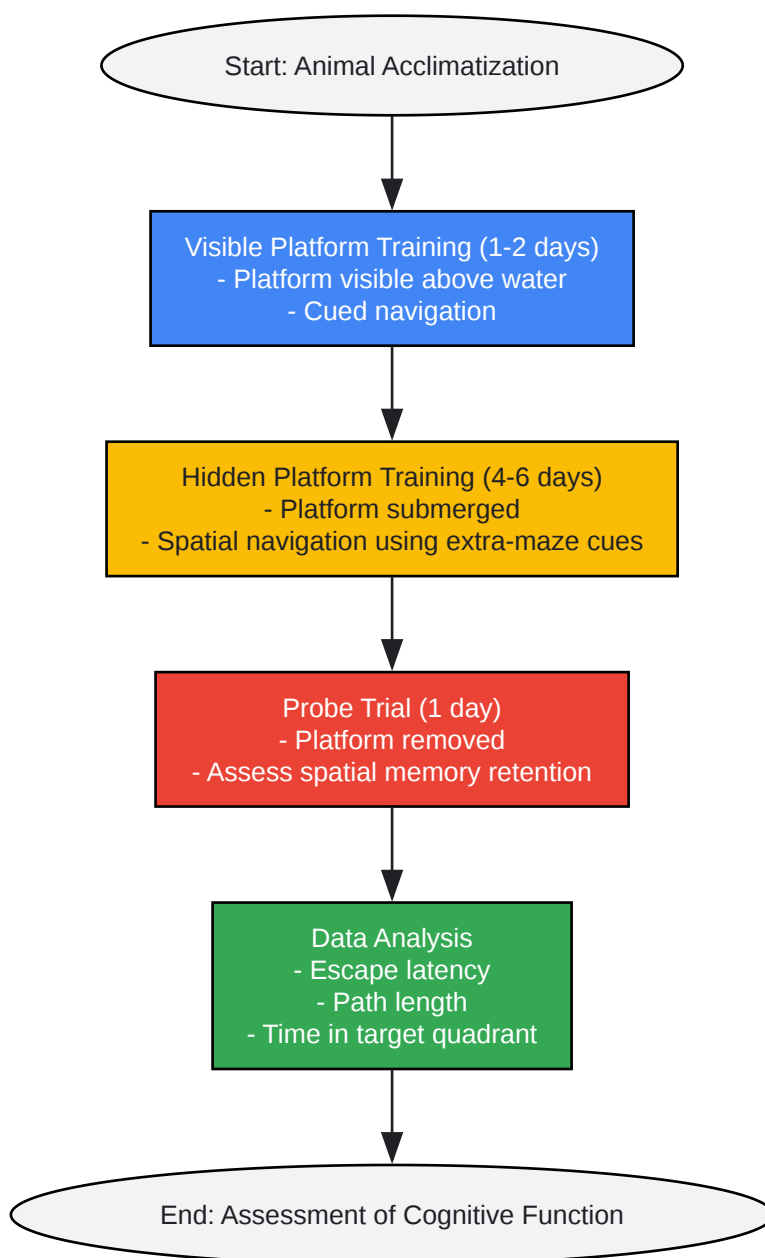 Start: Animal Acclimatization
Visible Platform Training (1-2 days)
- Platform visible above water
- Cued navigation
Hidden Platform Training (4-6 days)
- Platform submerged
- Spatial navigation using extra-maze cues
Probe Trial (1 day)
- Platform removed
- Assess spatial memory retention
Data Analysis
- Escape latency
- Path length
- Time in target quadrant
End: Assessment of Cognitive Function